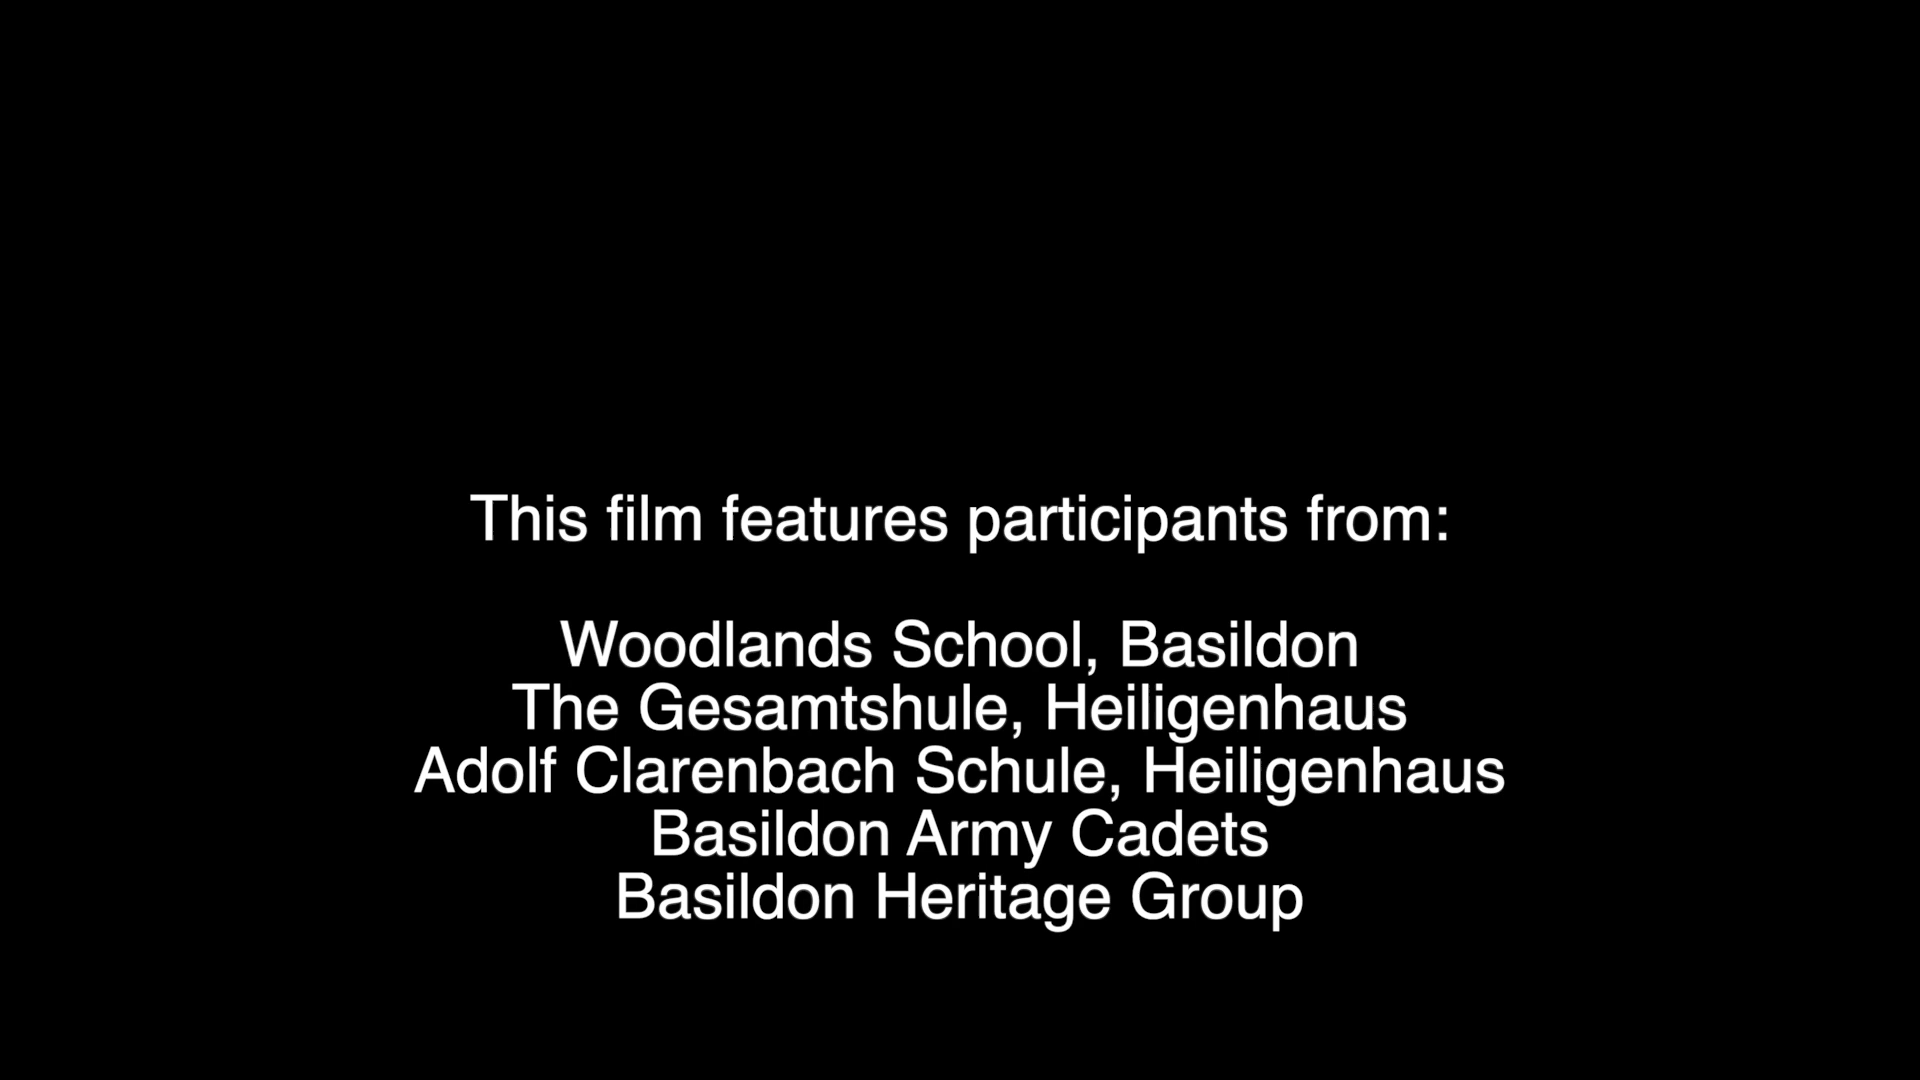 This film features participants from:
Woodlands School, Basildon
The Gesamtshule, Heiligenhaus
Adolf Clarenbach Schule, Heiligenhaus
Basildon Army Cadets
Basildon Heritage Group